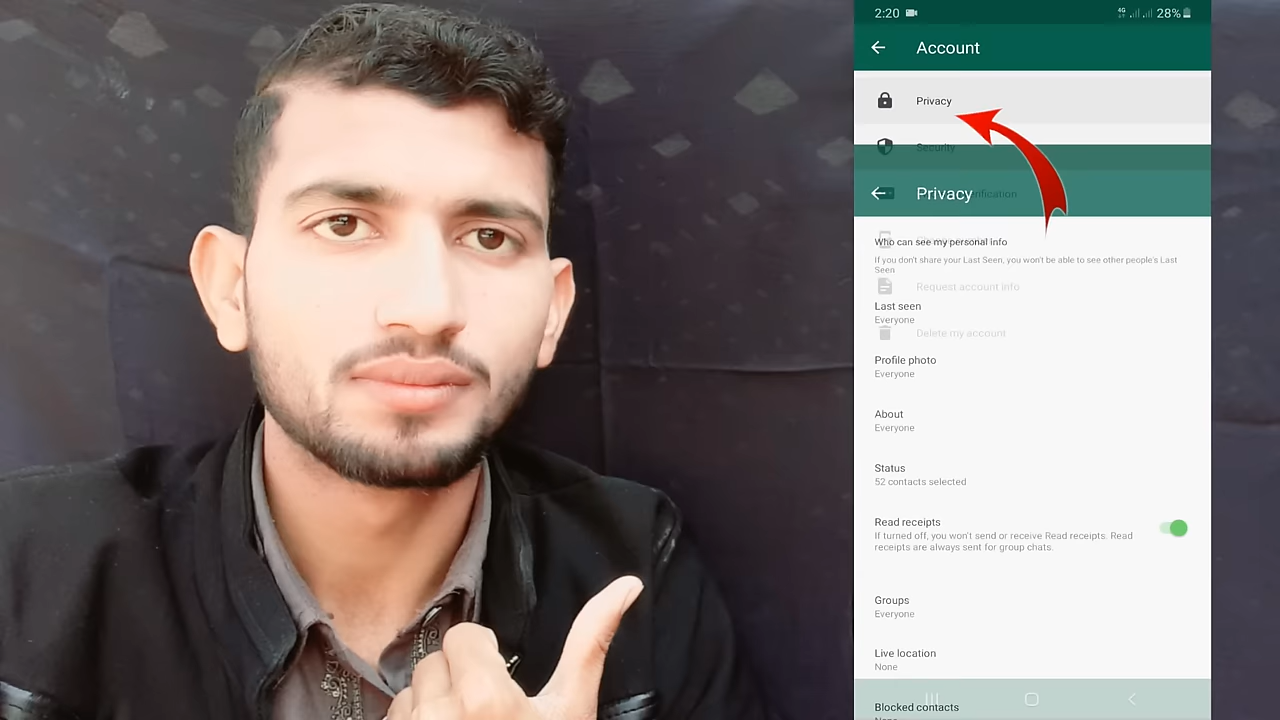 2:20
4G
28%
Account
Privacy
Security
Privacy
ification
Who can see my personal info
If you don't share your Last Seen, you won't be able to see other people's Last
Seen
Request account info
Last seen
Everyone
Delete my account
Profile photo
Everyone
About
Everyone
Status
52 contacts selected
Read receipts
If turned off, you won't send or receive Read receipts. Read
receipts are always sent for group chats.
Groups
Everyone
Live location
None
Blocked contacts
None